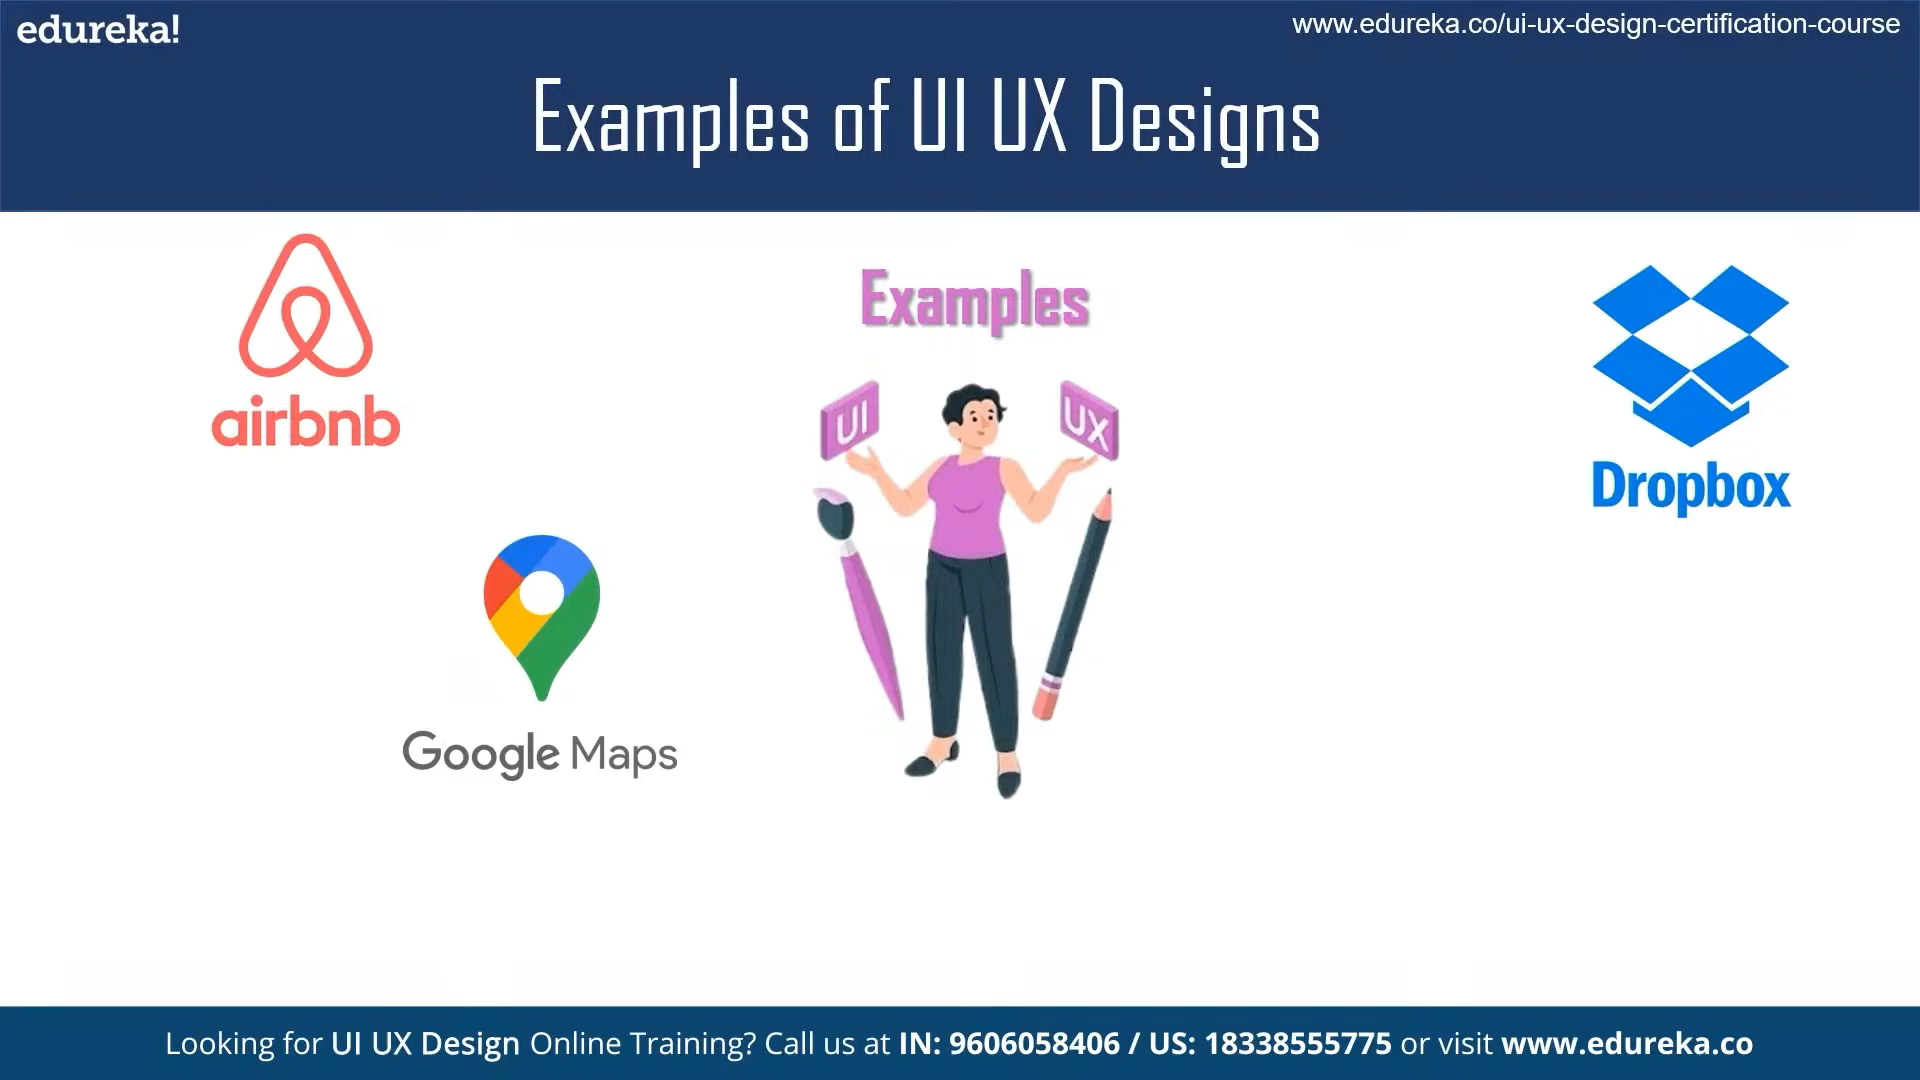 edureka!
www.edureka.co/ui-ux-design-certification-course
Examples of UI UX Designs
airbnb
Examples
UI
UX
Dropbox
Google Maps
Looking for UI UX Design Online Training? Call us at IN: 9606058406 / US: 18338555775 or visit www.edureka.co